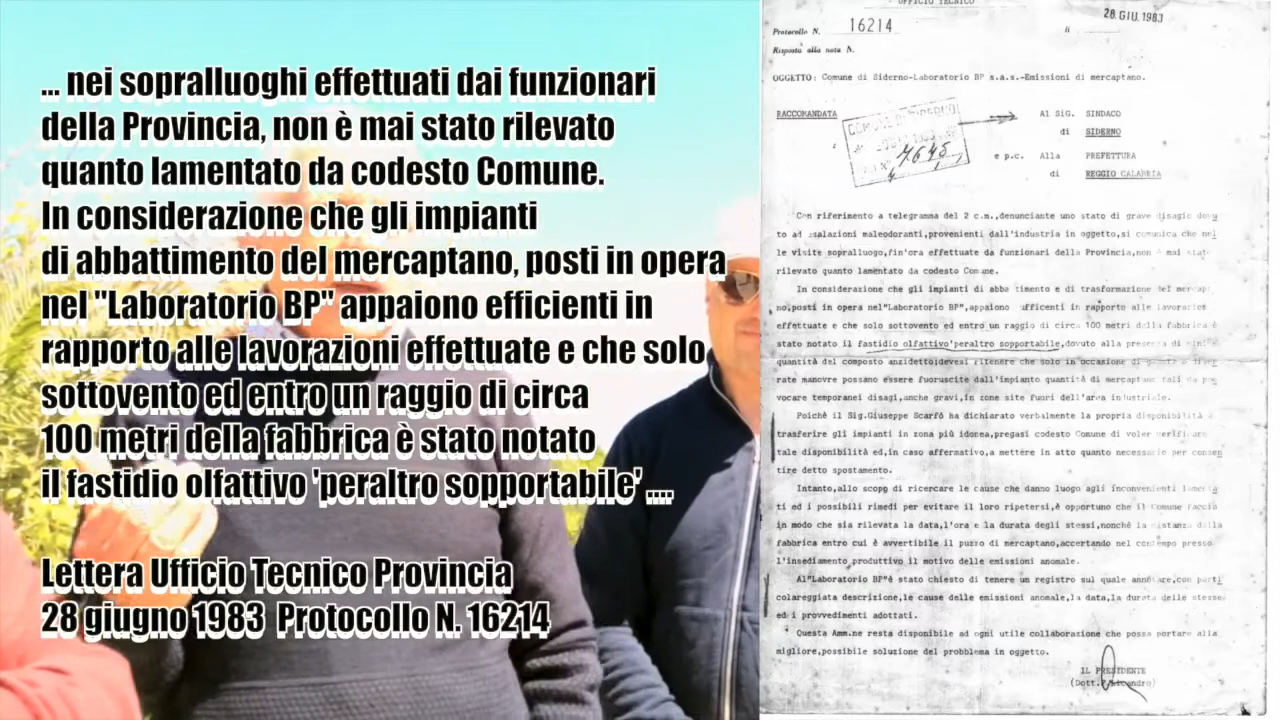 ... nei sopralluoghi effettuati dai funzionari
della Provincia, non è mai stato rilevato
quanto lamentato da codesto Comune.
In considerazione che gli impianti
di abbattimento del mercaptano, posti in opera
nel "Laboratorio BP" appaiono efficienti in
rapporto alle lavorazioni effettuate e che solo
sottovento ed entro un raggio di circa
100 metri della fabbrica è stato notato
il fastidio olfattivo 'peraltro sopportabile' ....
Lettera Ufficio Tecnico Provincia
28 giugno 1983 Protocollo N. 16214
UFFICIO TECNICO
28 GIU. 1983
Protocollo N. 16214
li
Risposta alla nota N.
OGGETTO: Comune di Siderno-Laboratorio BP s.a.s.-Emissioni di mercaptano.
RACCOMANDATA
Al SiG. SINDACO
di SIDERNO
7645
e p.c. Alla PREFETTURA
di REGGIO CALABRIA
Con riferimento a telegramma del 2 c.m.,denunciante uno stato di grave disagio dovu
to ad esalazioni maleodoranti,provenienti dall'industria in oggetto,si comunica che nel
le visite sopralluogo,fin'ora effettuate da funzionari della Provincia,non è mai stato
rilevato quanto lamentato da codesto Comune.
In considerazione che gli impianti di abbattimento e di trasformazione del mercapta
no,posti in opera nel"Laboratorio BP",appaiono in rapporto alle lavorazioni
effettuate e che solo sottovento ed entro un raggio di circa 100 metri della fabbrica è
stato notato il fastidio olfattivo'peraltro sopportabile,dovuto alla presenza di
quantità del composto anzidetto;devesi ritenere che solo in occasione di
rate manovre possano essere fuoruscite dall'impianto quantità di mercaptano tali da pro
vocare temporanei disagi,anche gravi,in zone site fuori dell'area industriale.
Poichè il Sig.Giuseppe Scarfò ha dichiarato verbalmente la propria disponibilità a
trasferire gli impianti in zona più idonea,pregasi codesto Comune di voler verificare
tale disponibilità ed,in caso affermativo,a mettere in atto quanto necessario per consen
tire detto spostamento.
Intanto,allo scopp di ricercare le cause che danno luogo agli inconvenienti lamenta
ti ed i possibili rimedi per evitare il loro ripetersi,è opportuno che il Comune faccia
in modo che sia rilevata la data,l'ora e la durata degli stessi,nonchè la distanza dalla
fabbrica entro cui è avvertibile il puzzo di mercaptano,accertando nel contempo presso
l'insediamento produttivo il motivo delle emissioni anomale.
Al"Laboratorio BP"è stato chiesto di tenere un registro sul quale annotare,con parti
colareggiata descrizione,le cause delle emissioni anomale,la data,la durata delle stesse
ed i provvedimenti adottati.
Questa Amm.ne resta disponibile ad ogni utile collaborazione che possa portare alla
migliore,possibile soluzione del probblema in oggetto.
IL PRESIDENTE